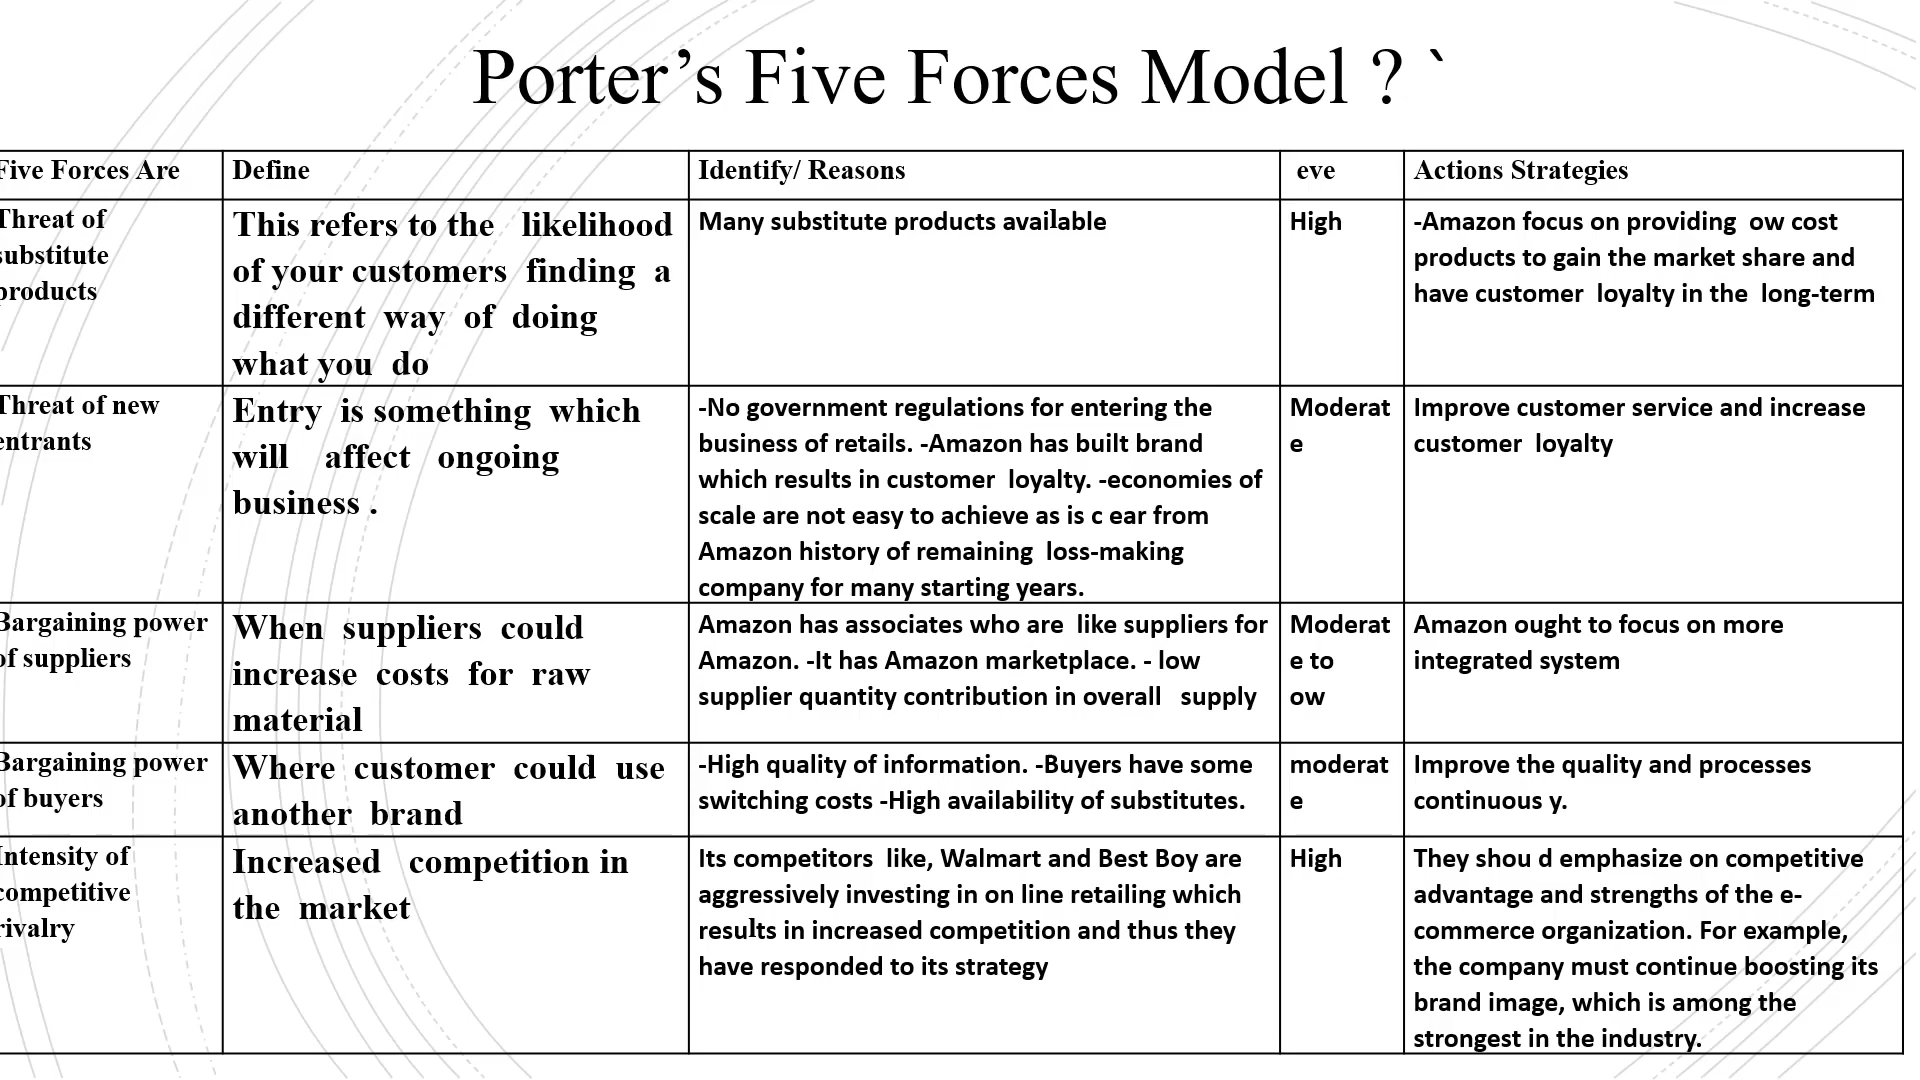 Porter’s Five Forces Model ? `
Five Forces Are
Define
Identify/ Reasons
eve
Actions Strategies
Threat of
substitute
products
This refers to the likelihood
of your customers finding a
different way of doing
what you do
Many substitute products available
High
-Amazon focus on providing ow cost
products to gain the market share and
have customer loyalty in the long-term
Threat of new
entrants
Entry is something which
will affect ongoing
business .
-No government regulations for entering the
business of retails. -Amazon has built brand
which results in customer loyalty. -economies of
scale are not easy to achieve as is c ear from
Amazon history of remaining loss-making
company for many starting years.
Moderat
e
Improve customer service and increase
customer loyalty
Bargaining power
of suppliers
When suppliers could
increase costs for raw
material
Amazon has associates who are like suppliers for
Amazon. -It has Amazon marketplace. - low
supplier quantity contribution in overall supply
Moderat
e to
ow
Amazon ought to focus on more
integrated system
Bargaining power
of buyers
Where customer could use
another brand
-High quality of information. -Buyers have some
switching costs -High availability of substitutes.
moderat
e
Improve the quality and processes
continuous y.
Intensity of
competitive
rivalry
Increased competition in
the market
Its competitors like, Walmart and Best Boy are
aggressively investing in on line retailing which
results in increased competition and thus they
have responded to its strategy
High
They shou d emphasize on competitive
advantage and strengths of the e-
commerce organization. For example,
the company must continue boosting its
brand image, which is among the
strongest in the industry.